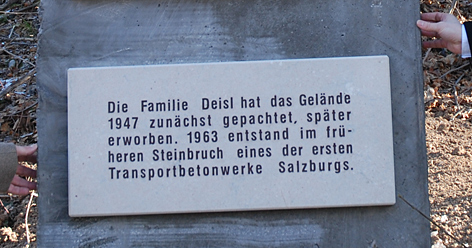 Die Familie Deisl hat das Gelände
1947 zunächst gepachtet, später
erworben. 1963 entstand im frü-
heren Steinbruch eines der ersten
Transportbetonwerke Salzburgs.